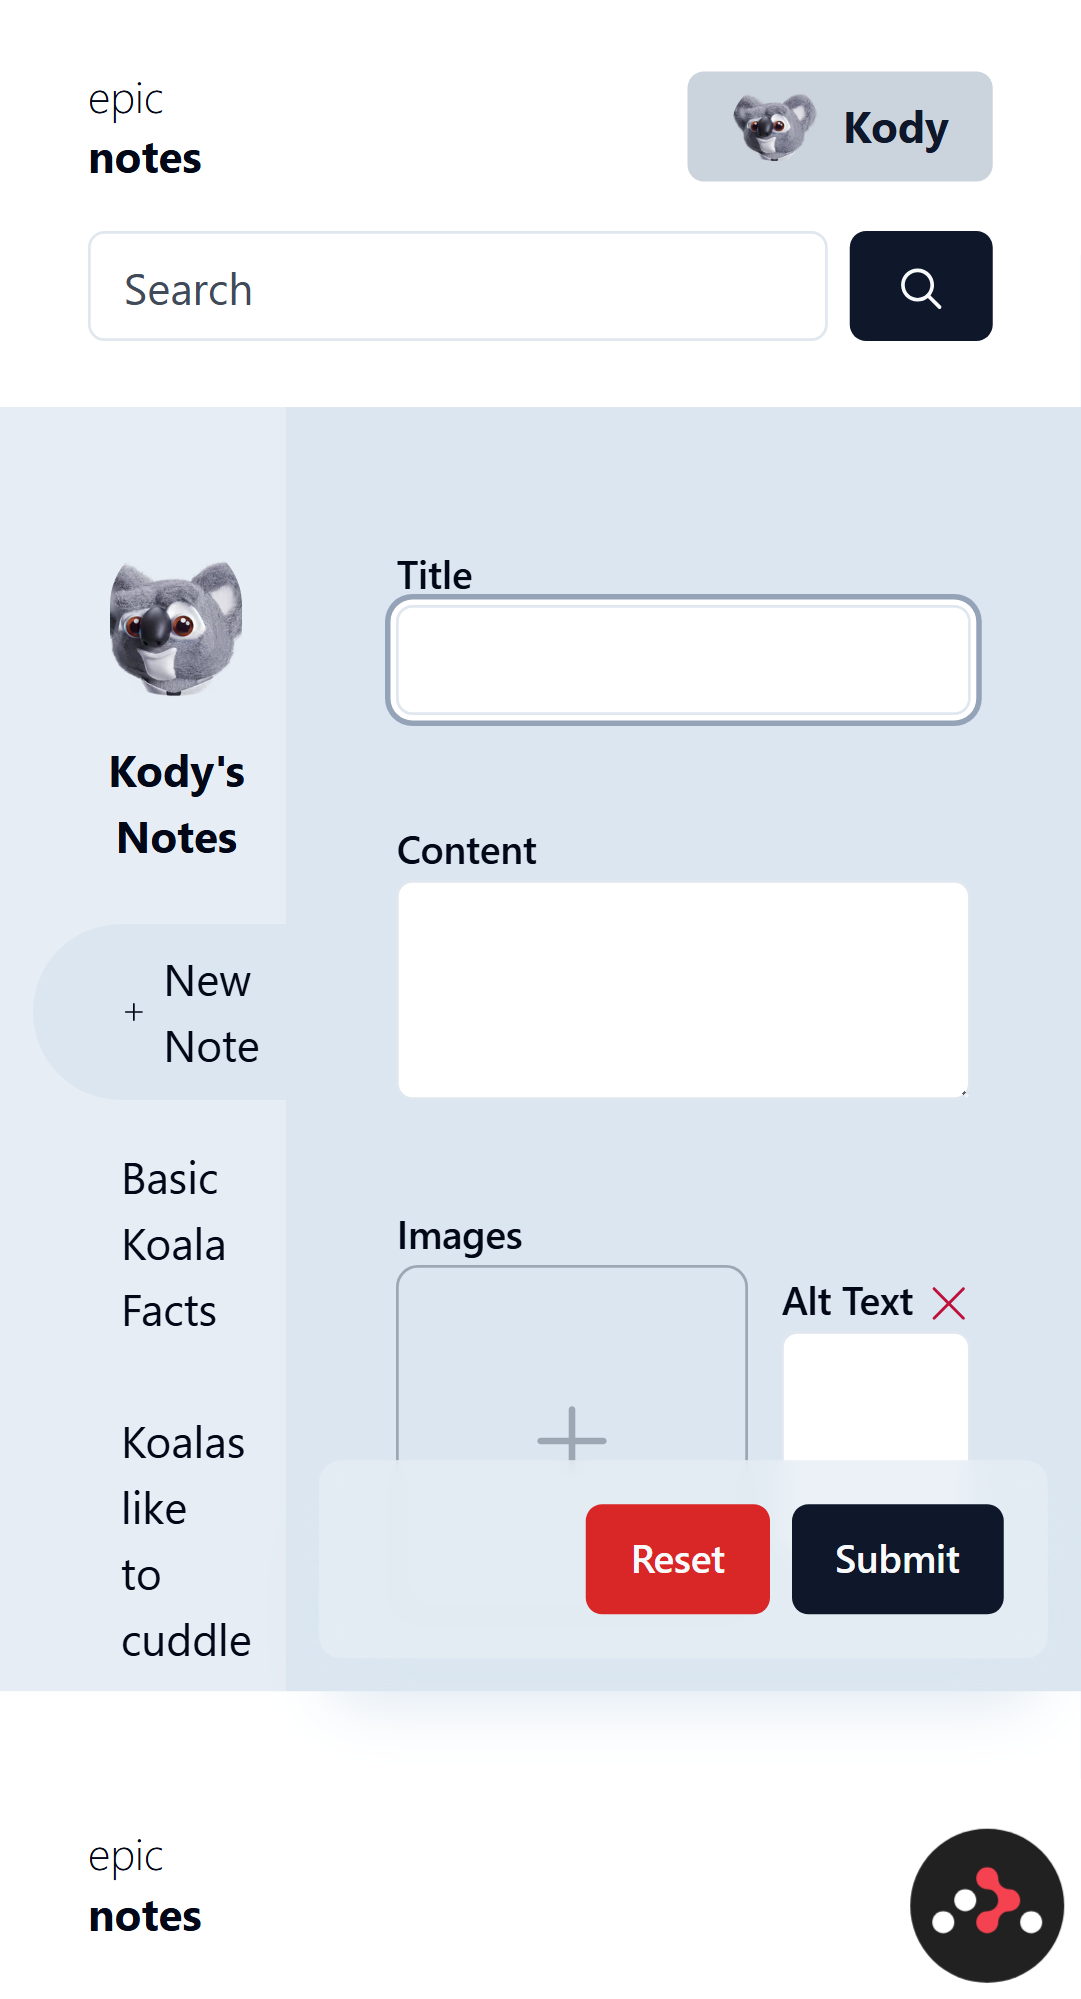 epic
notes
Kody
Search
Kody's
Notes
New
Note
Basic
Koala
Facts
Koalas
like
to
cuddle
Title
Content
Images
Alt Text
Reset
Submit
epic
notes